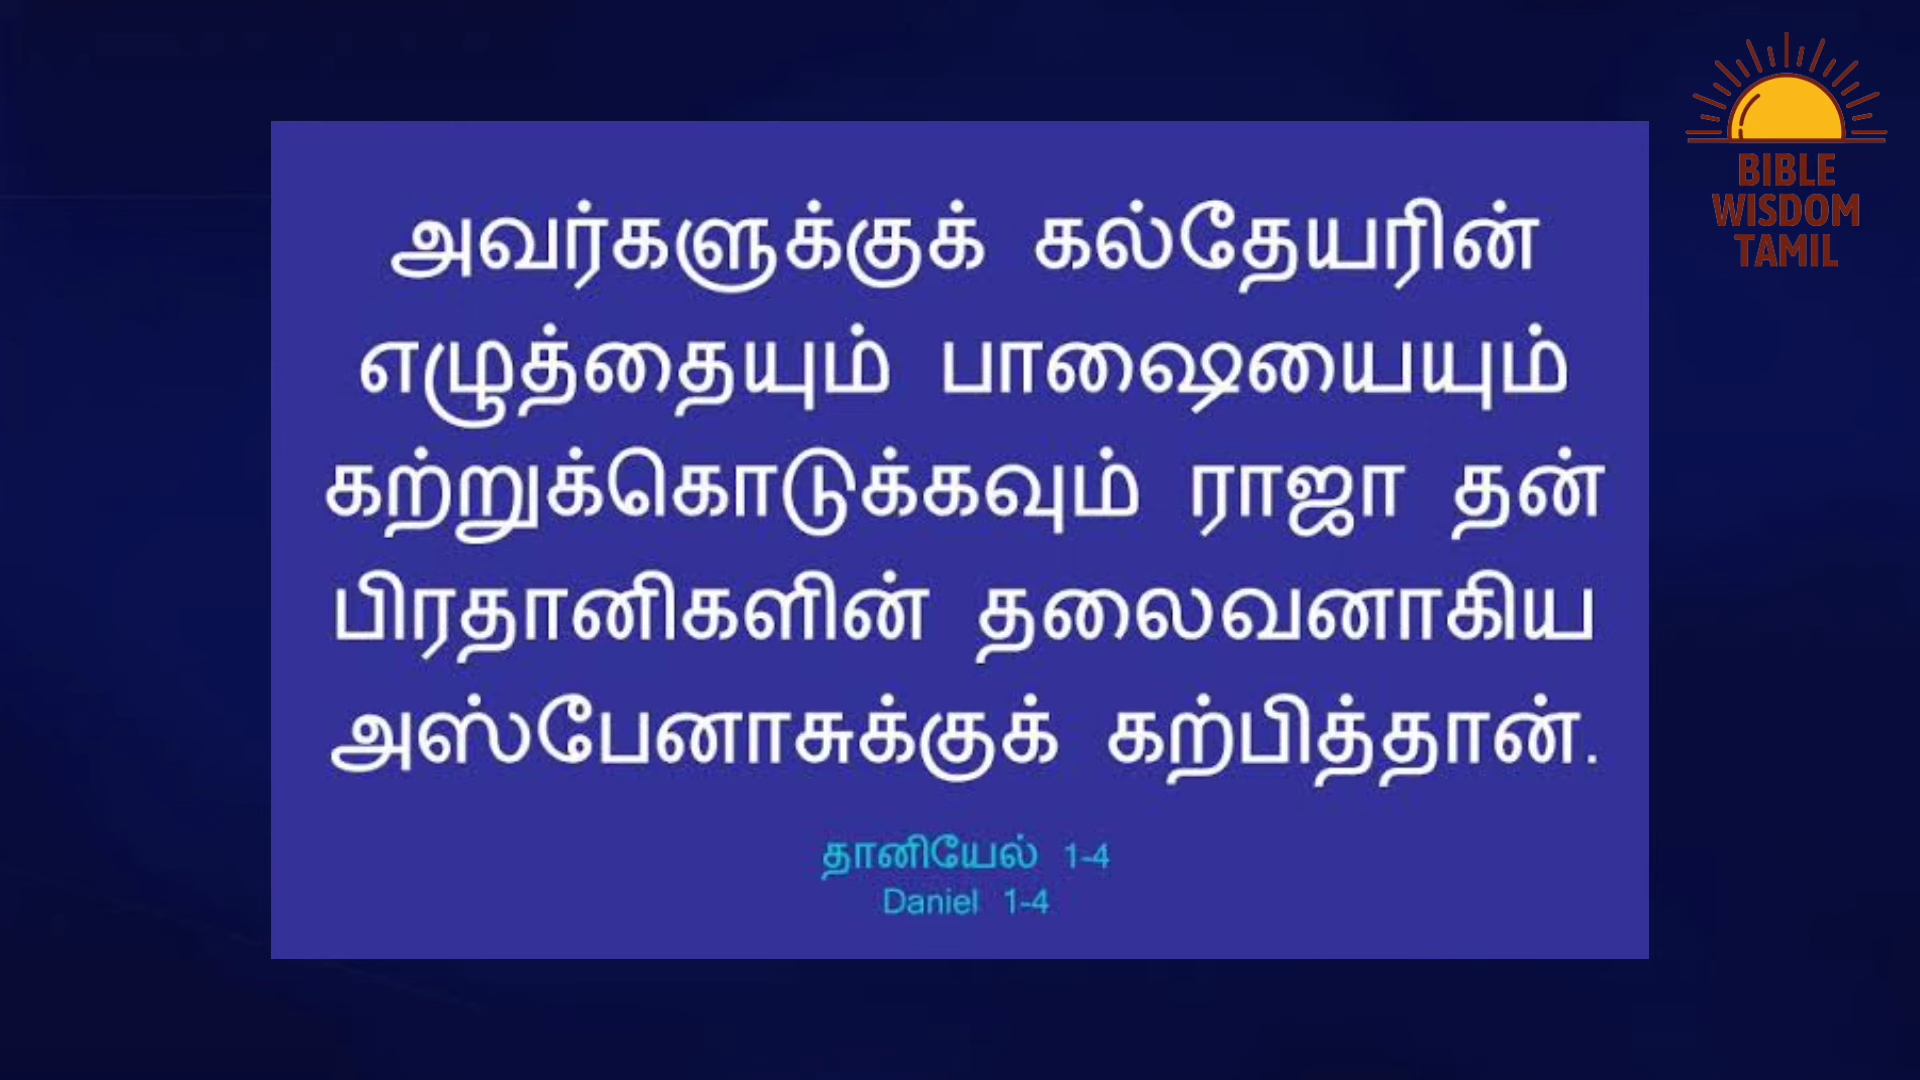 அவர்களுக்குக் கல்தேயரின்
எழுத்தையும் பாஷையையும்
கற்றுக்கொடுக்கவும் ராஜா தன்
பிரதானிகளின் தலைவனாகிய
அஸ்பேனாசுக்குக் கற்பித்தான்.
தானியேல் 1-4
Daniel 1-4
BIBLE
WISDOM
TAMIL